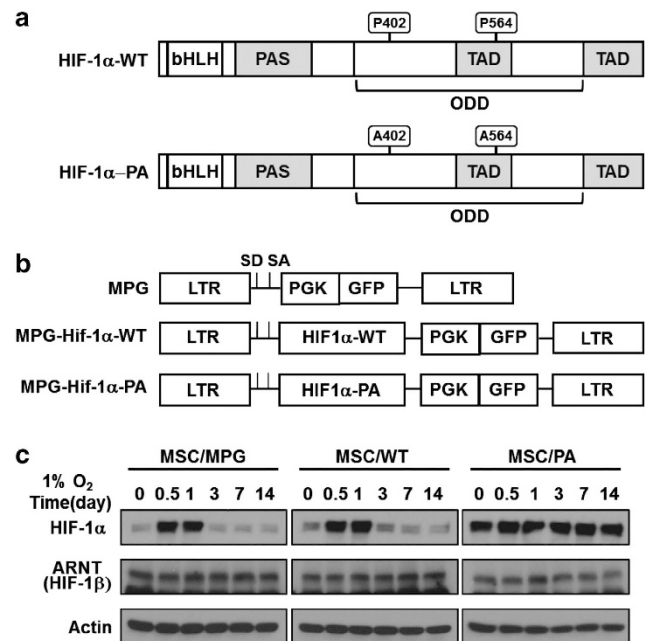 a
P402 P564
HIF-1α-WT bHLH PAS TAD TAD
ODD
A402 A564
HIF-1α–PA bHLH PAS TAD TAD
ODD
b
SD SA
MPG LTR PGK GFP LTR
MPG-Hif-1α-WT LTR HIF1α-WT PGK GFP LTR
MPG-Hif-1α-PA LTR HIF1α-PA PGK GFP LTR
c
MSC/MPG MSC/WT MSC/PA
1% O2
Time(day) 0 0.5 1 3 7 14 0 0.5 1 3 7 14 0 0.5 1 3 7 14
HIF-1α
ARNT
(HIF-1β)
Actin